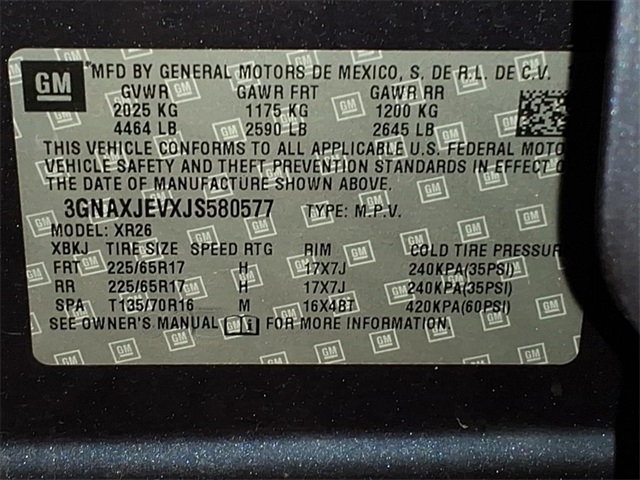 GM
*MFD BY GENERAL MOTORS DE MEXICO, S, DE R.L. DE C.V.
GVWR GAWR FRT GAWR RR
2025 KG 1175 KG 1200 KG
4464 LB 2590 LB 2645 LB
THIS VEHICLE CONFORMS TO ALL APPLICABLE U.S. FEDERAL MOTO
VEHICLE SAFETY AND THEFT PREVENTION STANDARDS IN EFFECT O
THE DATE OF MANUFACTURE SHOWN ABOVE.
3GNAXJEVXJS580577 TYPE: M.P.V.
MODEL: XR26
XBKJ TIRE SIZE SPEED RTG RIM COLD TIRE PRESSUR
FRT 225/65R17 H 17X7J 240KPA(35PSI)
RR 225/65R17 H 17X7J 240KPA(35PSI)
SPA T135/70R16 M 16X4BT 420KPA(60PSI)
SEE OWNER'S MANUAL FOR MORE INFORMATION.